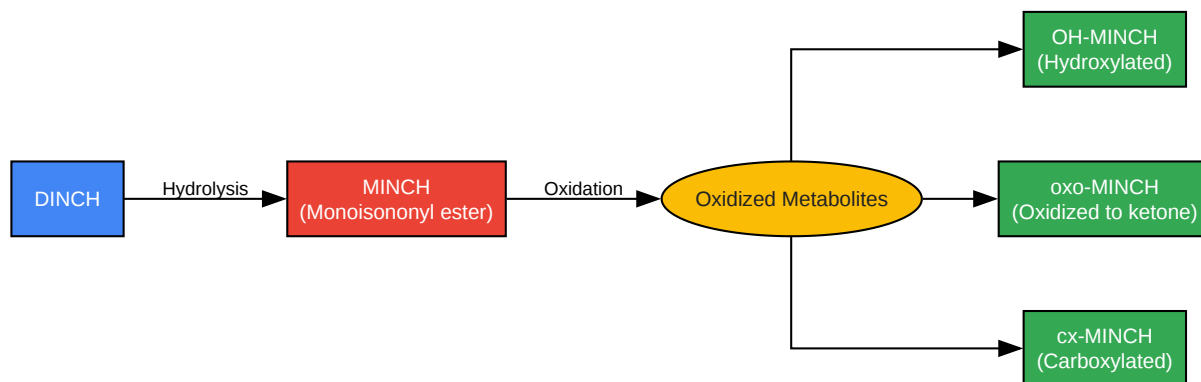 DINCH
Hydrolysis
MINCH
(Monoisononyl ester)
Oxidation
Oxidized Metabolites
OH-MINCH
(Hydroxylated)
oxo-MINCH
(Oxidized to ketone)
cx-MINCH
(Carboxylated)